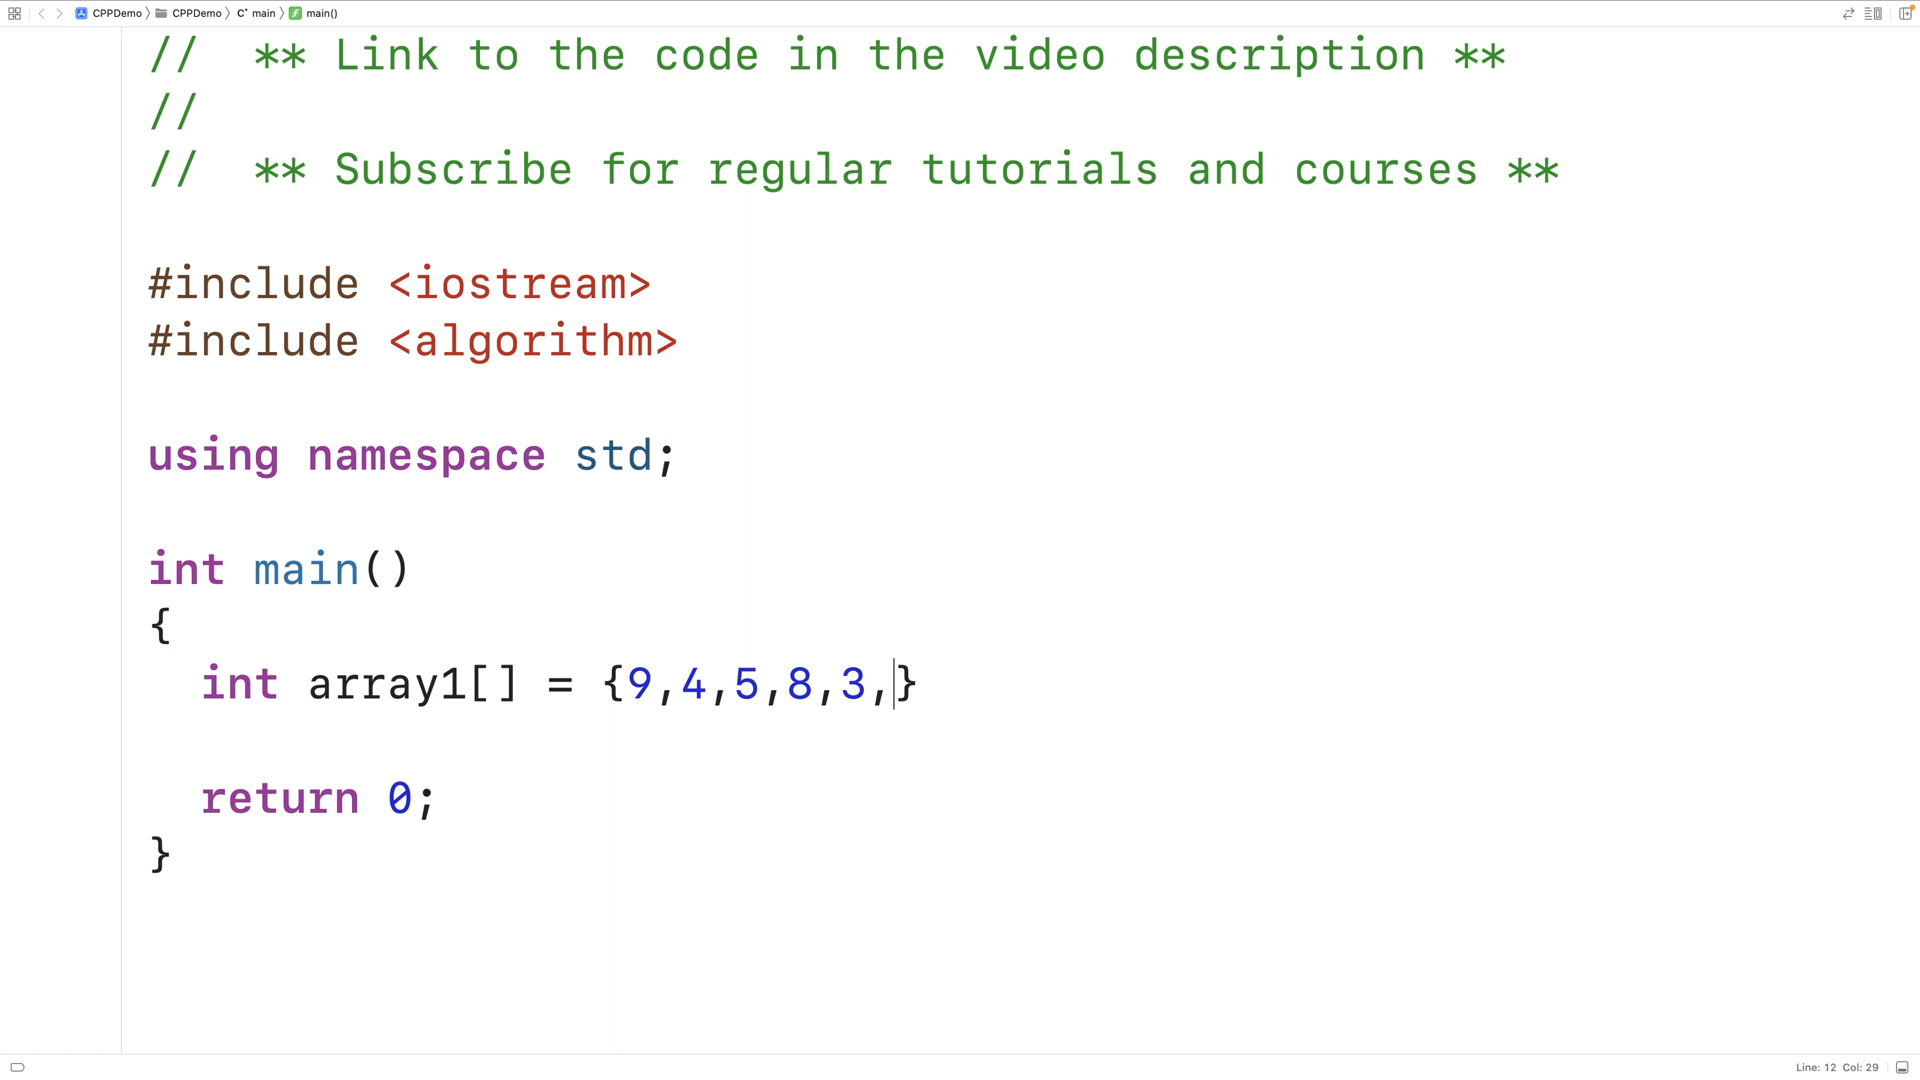 CPPDemo CPPDemo C+ main f main()
//  ** Link to the code in the video description **
//
//  ** Subscribe for regular tutorials and courses **
#include <iostream>
#include <algorithm>
using namespace std;
int main()
{
  int array1[] = {9,4,5,8,3,}
  return 0;
}
Line: 12 Col: 29